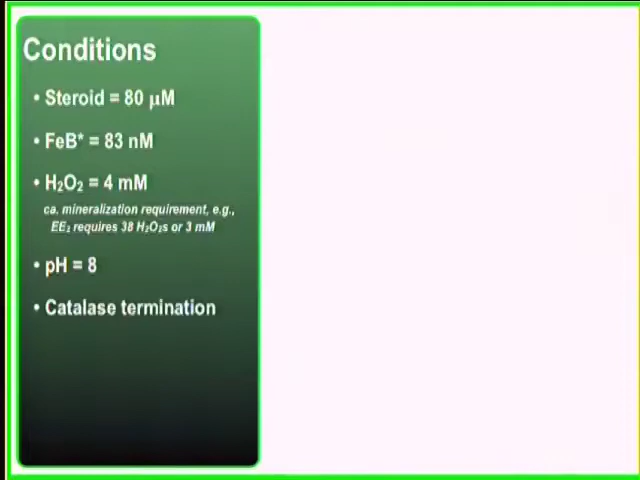 Conditions
• Steroid = 80 µM
• FeB* = 83 nM
• H₂O₂ = 4 mM
ca. mineralization requirement, e.g.,
EE₂ requires 38 H₂O₂s or 3 mM
• pH = 8
• Catalase termination